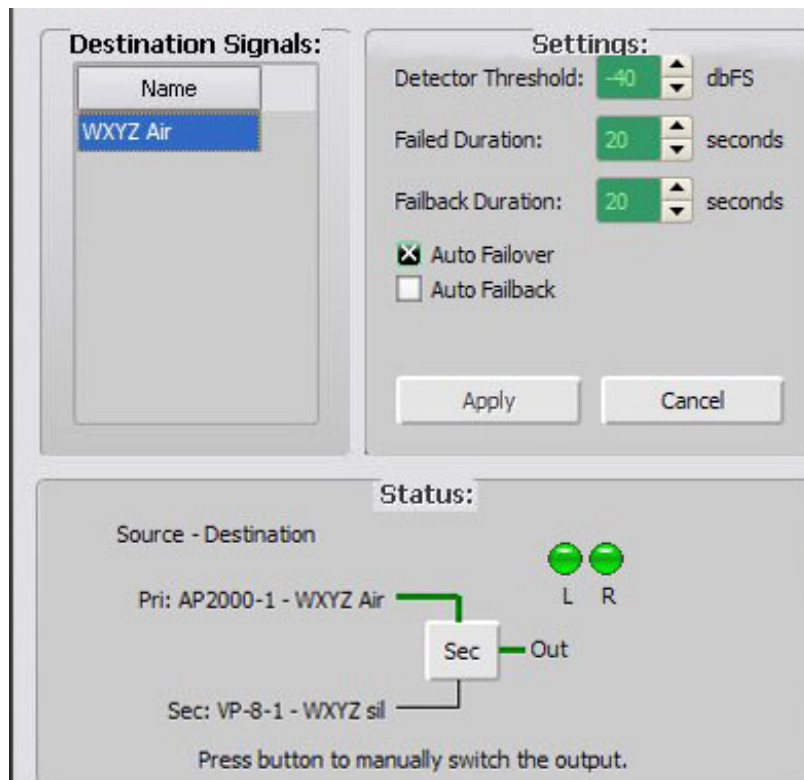 Destination Signals:
Name
WXYZ Air
Settings:
Detector Threshold: -40 dbFS
Failed Duration: 20 seconds
Failback Duration: 20 seconds
Auto Failover
Auto Failback
Apply Cancel
Status:
Source - Destination
L R
Pri: AP2000-1 - WXYZ Air
Sec Out
Sec: VP-8-1 - WXYZ sil
Press button to manually switch the output.